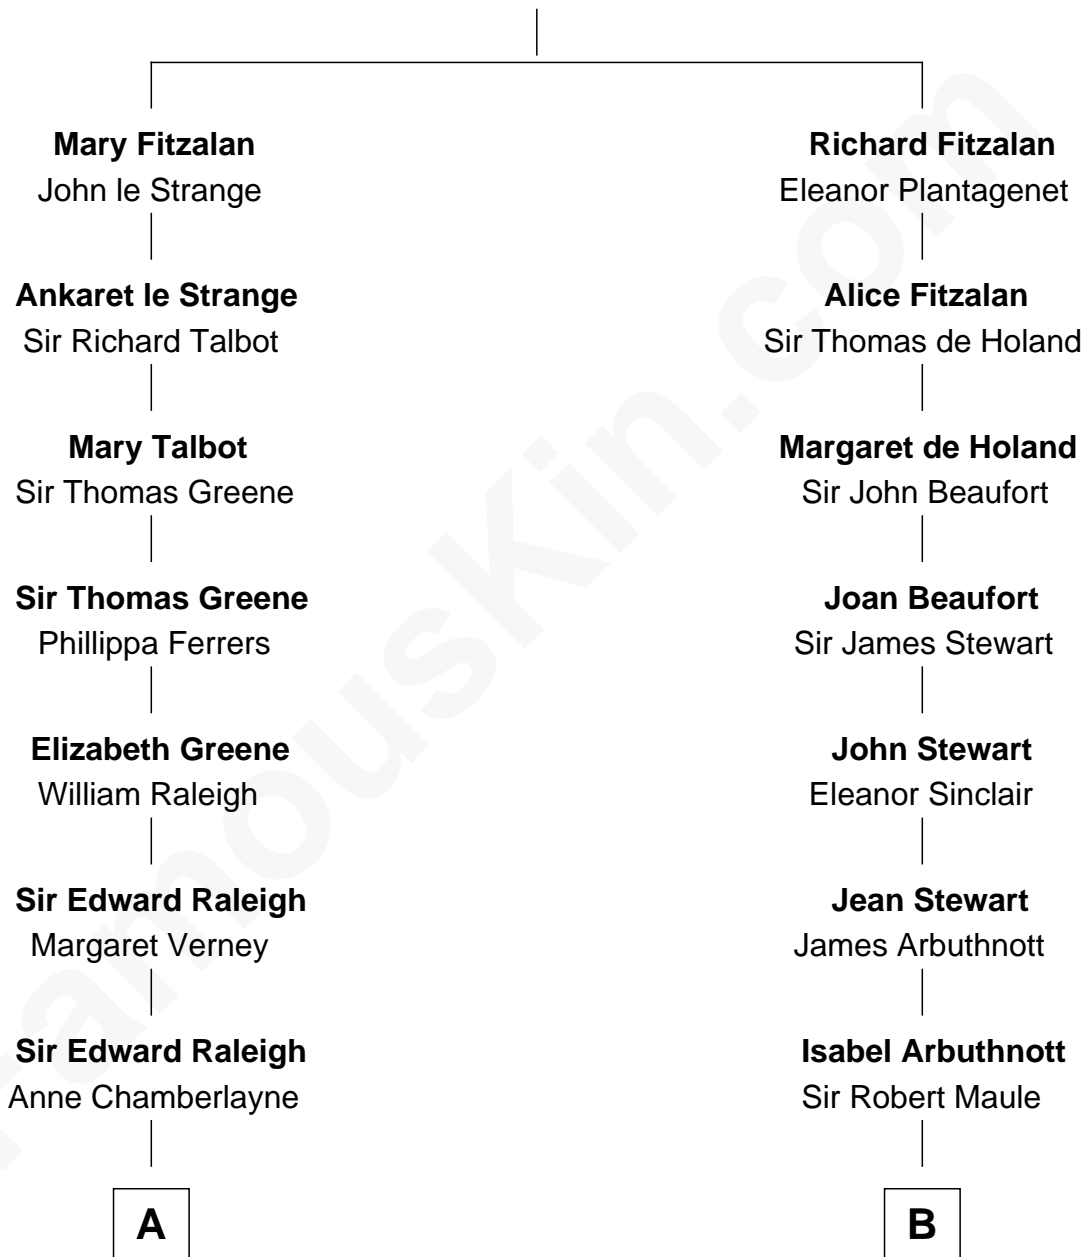 Mary Fitzalan
John le Strange
Richard Fitzalan
Eleanor Plantagenet
Ankaret le Strange
Sir Richard Talbot
Alice Fitzalan
Sir Thomas de Holand
Mary Talbot
Sir Thomas Greene
Margaret de Holand
Sir John Beaufort
Sir Thomas Greene
Phillippa Ferrers
Joan Beaufort
Sir James Stewart
Elizabeth Greene
William Raleigh
John Stewart
Eleanor Sinclair
Sir Edward Raleigh
Margaret Verney
Jean Stewart
James Arbuthnott
Sir Edward Raleigh
Anne Chamberlayne
Isabel Arbuthnott
Sir Robert Maule
A
B
FamousKin.com